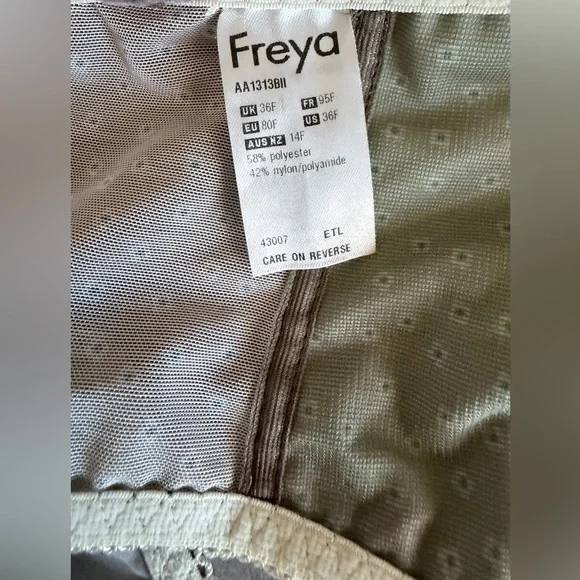 Freya
AA1313BII
UK 36F FR 95F
EU 80F US 36F
AUS NZ 14F
58% polyester
42% nylon/polyamide
43007 ETL
CARE ON REVERSE